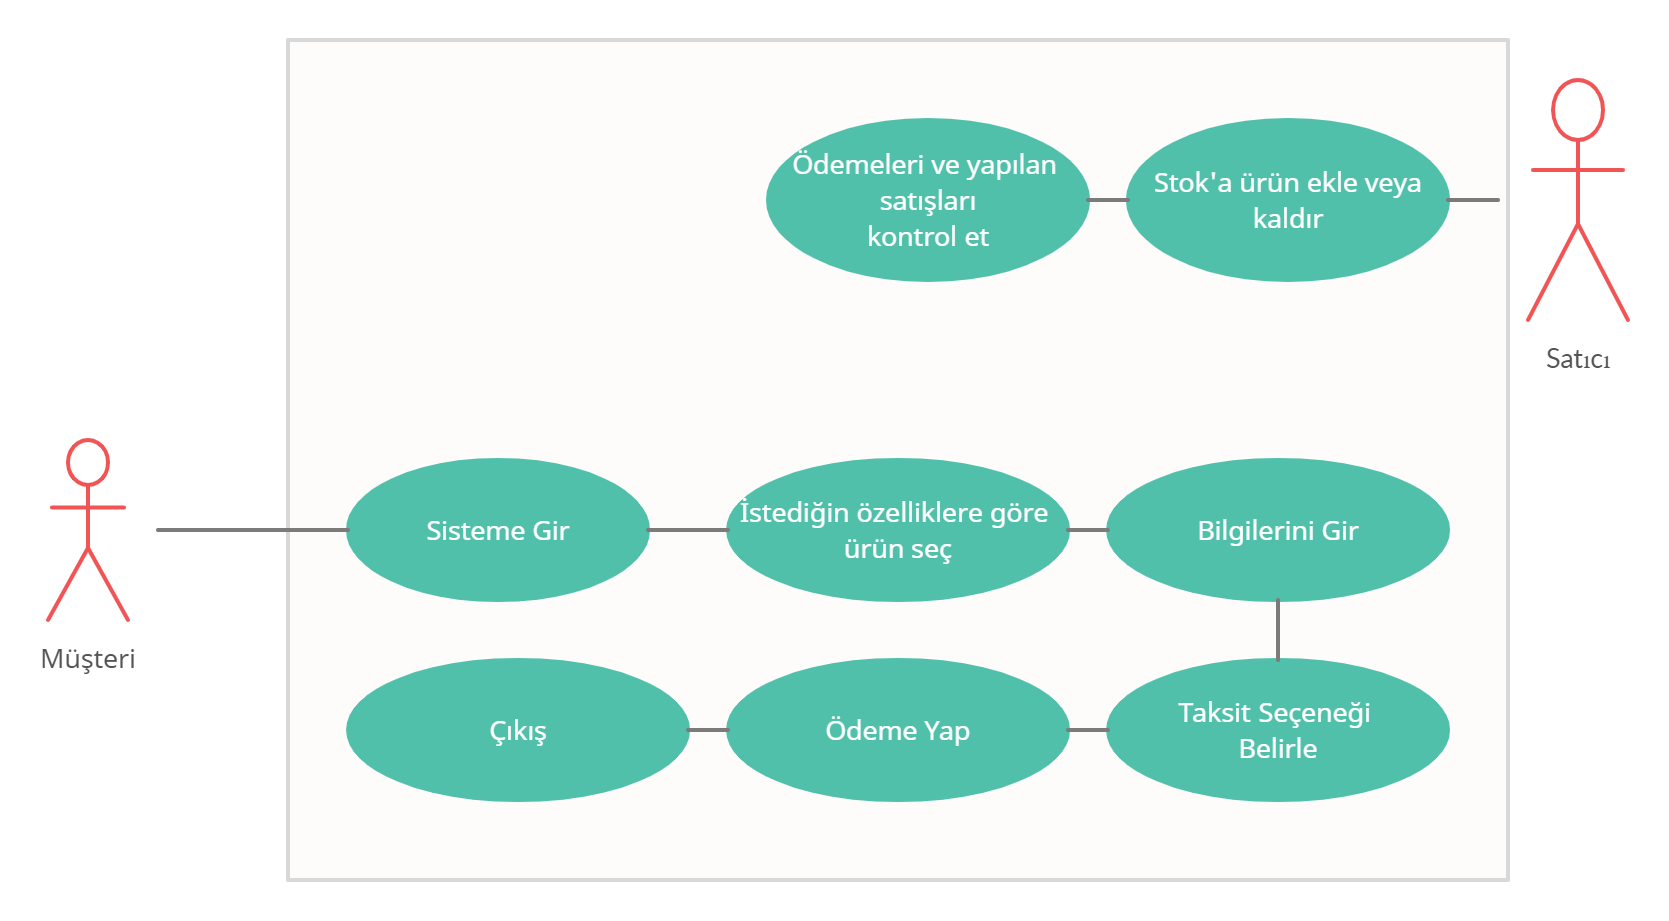 Ödemeleri ve yapılan
satışları
kontrol et
Stok'a ürün ekle veya
kaldır
Satıcı
Müşteri
Sisteme Gir
İstediğin özelliklere göre
ürün seç
Bilgilerini Gir
Çıkış
Ödeme Yap
Taksit Seçeneği
Belirle